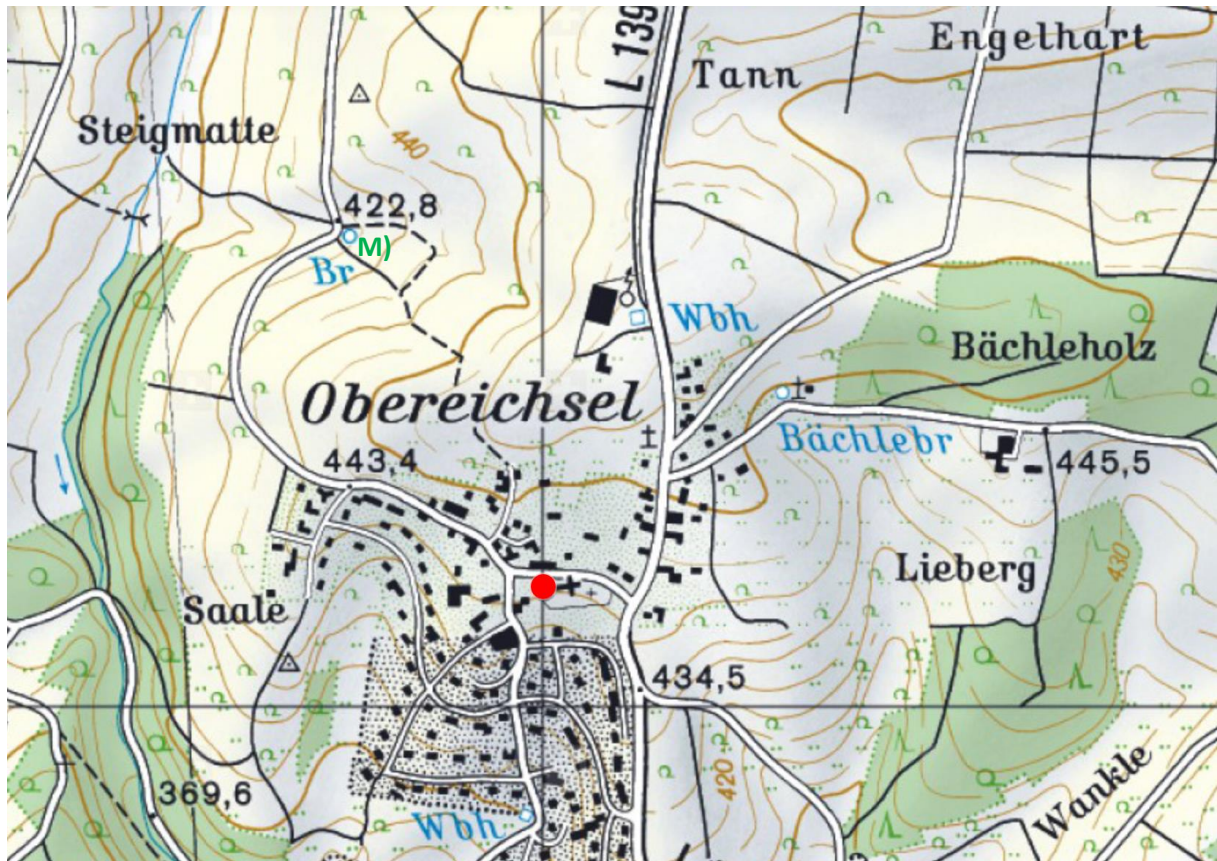 L 139
Engelhart
Tann
Steigmatte
440
422,8
M)
Br
Wbh
Bächleholz
Obereichsel
Bächlebr
443,4
445,5
Lieberg
430
Saale
434,5
420
369,6
Wbh
Wankle